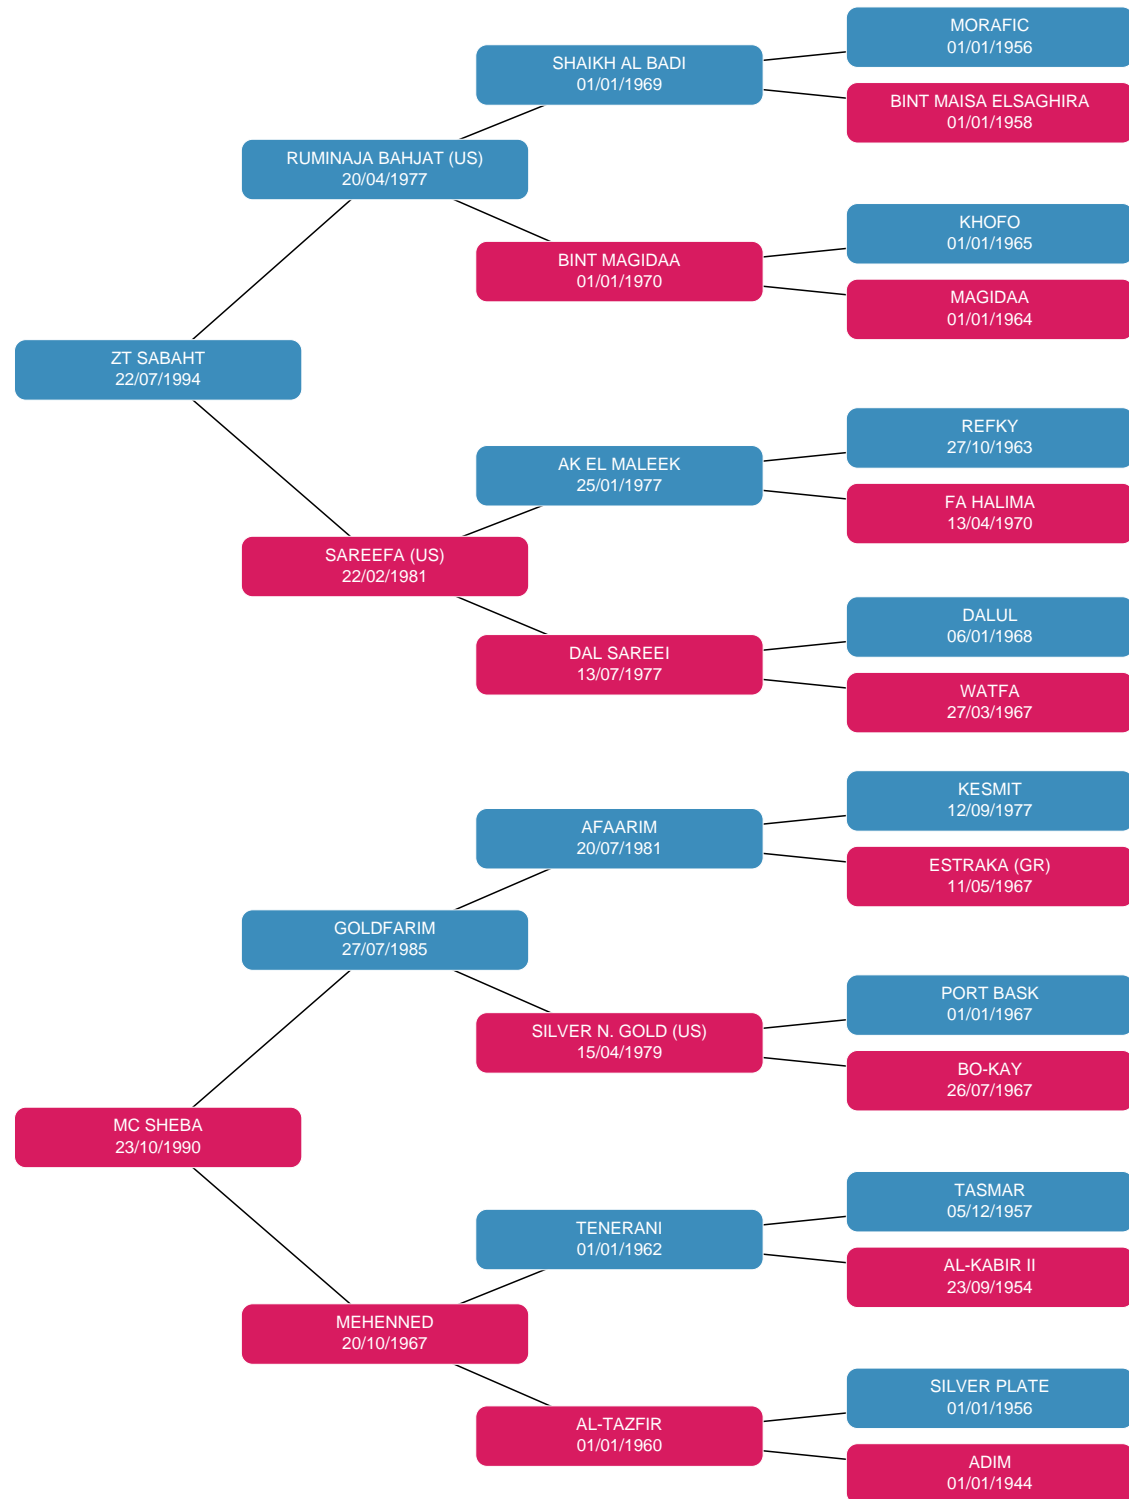 MORAFIC
01/01/1956
SHAIKH AL BADI
01/01/1969
BINT MAISA ELSAGHIRA
01/01/1958
RUMINAJA BAHJAT (US)
20/04/1977
KHOFO
01/01/1965
BINT MAGIDAA
01/01/1970
MAGIDAA
01/01/1964
ZT SABAHT
22/07/1994
REFKY
27/10/1963
AK EL MALEEK
25/01/1977
FA HALIMA
13/04/1970
SAREEFA (US)
22/02/1981
DALUL
06/01/1968
DAL SAREEI
13/07/1977
WATFA
27/03/1967
KESMIT
12/09/1977
AFAARIM
20/07/1981
ESTRAKA (GR)
11/05/1967
GOLDFARIM
27/07/1985
PORT BASK
01/01/1967
SILVER N. GOLD (US)
15/04/1979
BO-KAY
26/07/1967
MC SHEBA
23/10/1990
TASMAR
05/12/1957
TENERANI
01/01/1962
AL-KABIR II
23/09/1954
MEHENNED
20/10/1967
SILVER PLATE
01/01/1956
AL-TAZFIR
01/01/1960
ADIM
01/01/1944